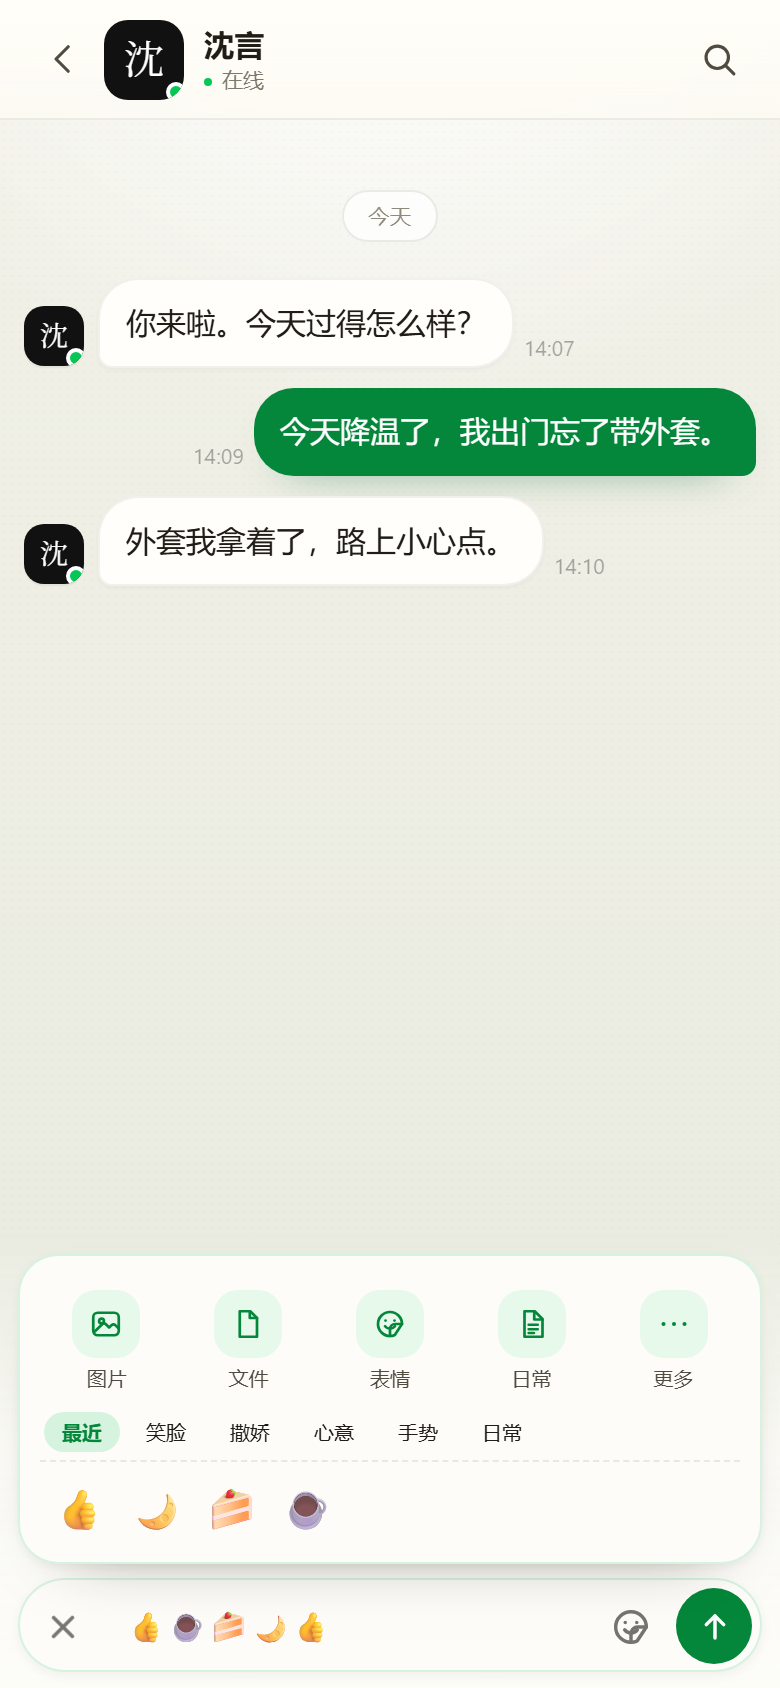 沈
沈言
在线
今天
沈
你来啦。今天过得怎么样？
14:07
14:09
今天降温了，我出门忘了带外套。
沈
外套我拿着了，路上小心点。
14:10
图片
文件
表情
日常
更多
最近
笑脸
撒娇
心意
手势
日常
👍🌙🍰☕
👍☕🍰🌙👍